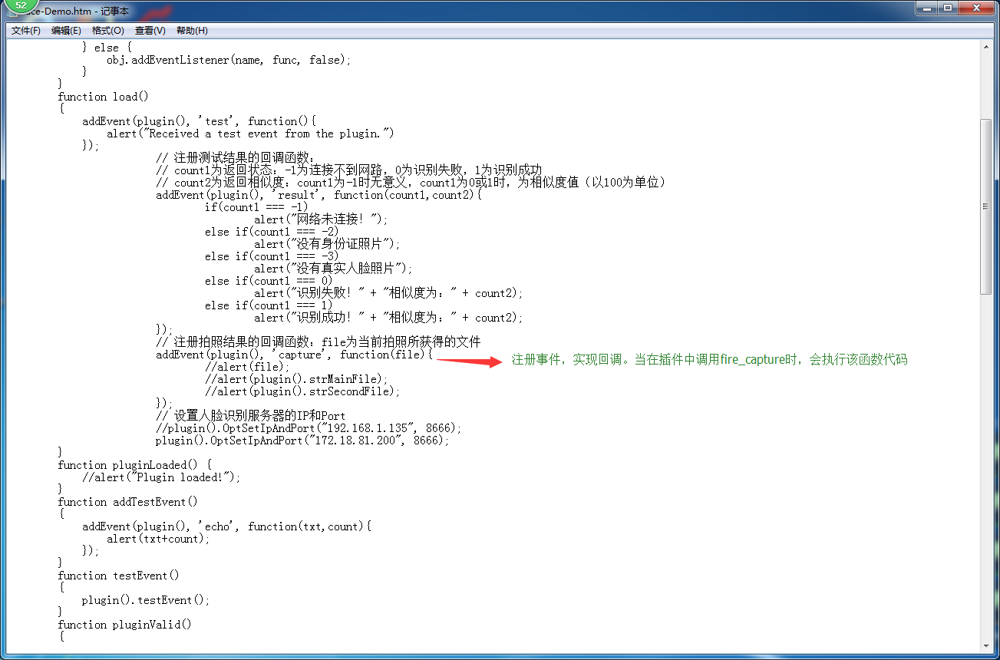 52
ce-Demo.htm - 记事本
文件(F) 编辑(E) 格式(O) 查看(V) 帮助(H)
} else {
obj.addEventListener(name, func, false);
}
}
function load()
{
addEvent(plugin(), 'test', function(){
alert("Received a test event from the plugin.")
});
// 注册测试结果的回调函数:
// count1为返回状态: -1为连接不到网路, 0为识别失败, 1为识别成功
// count2为返回相似度: count1为-1时无意义, count1为0或1时, 为相似度值（以100为单位）
addEvent(plugin(), 'result', function(count1,count2){
if(count1 === -1)
alert("网络未连接! ");
else if(count1 === -2)
alert("没有身份证照片");
else if(count1 === -3)
alert("没有真实人脸照片");
else if(count1 === 0)
alert("识别失败! " + "相似度为: " + count2);
else if(count1 === 1)
alert("识别成功! " + "相似度为: " + count2);
});
// 注册拍照结果的回调函数: file为当前拍照所获得的文件
addEvent(plugin(), 'capture', function(file){ 注册事件，实现回调。当在插件中调用fire_capture时，会执行该函数代码
//alert(file);
//alert(plugin().strMainFile);
//alert(plugin().strSecondFile);
});
// 设置人脸识别服务器的IP和Port
//plugin().OptSetIpAndPort("192.168.1.135", 8666);
plugin().OptSetIpAndPort("172.18.81.200", 8666);
}
function pluginLoaded() {
//alert("Plugin loaded!");
}
function addTestEvent()
{
addEvent(plugin(), 'echo', function(txt,count){
alert(txt+count);
});
}
function testEvent()
{
plugin().testEvent();
}
function pluginValid()
{